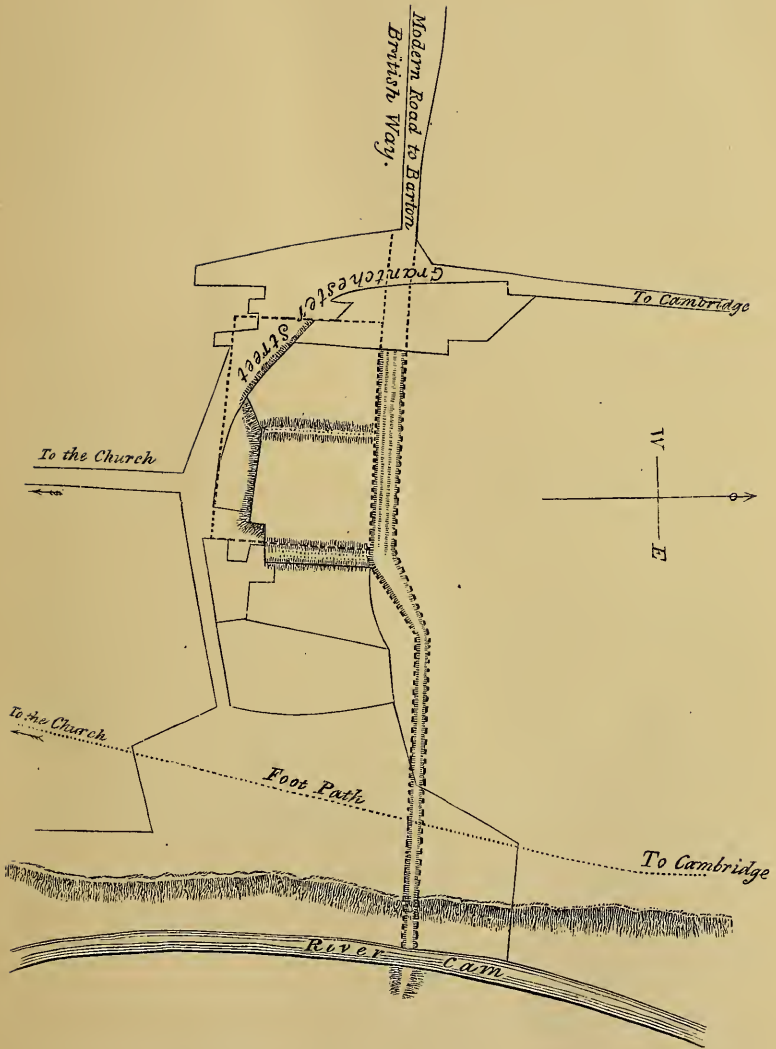 Modern Road to Barton
British Way.
Grantchester Street
To Cambridge
To the Church
W
E
To the Church
Foot Path
To Cambridge
River Cam